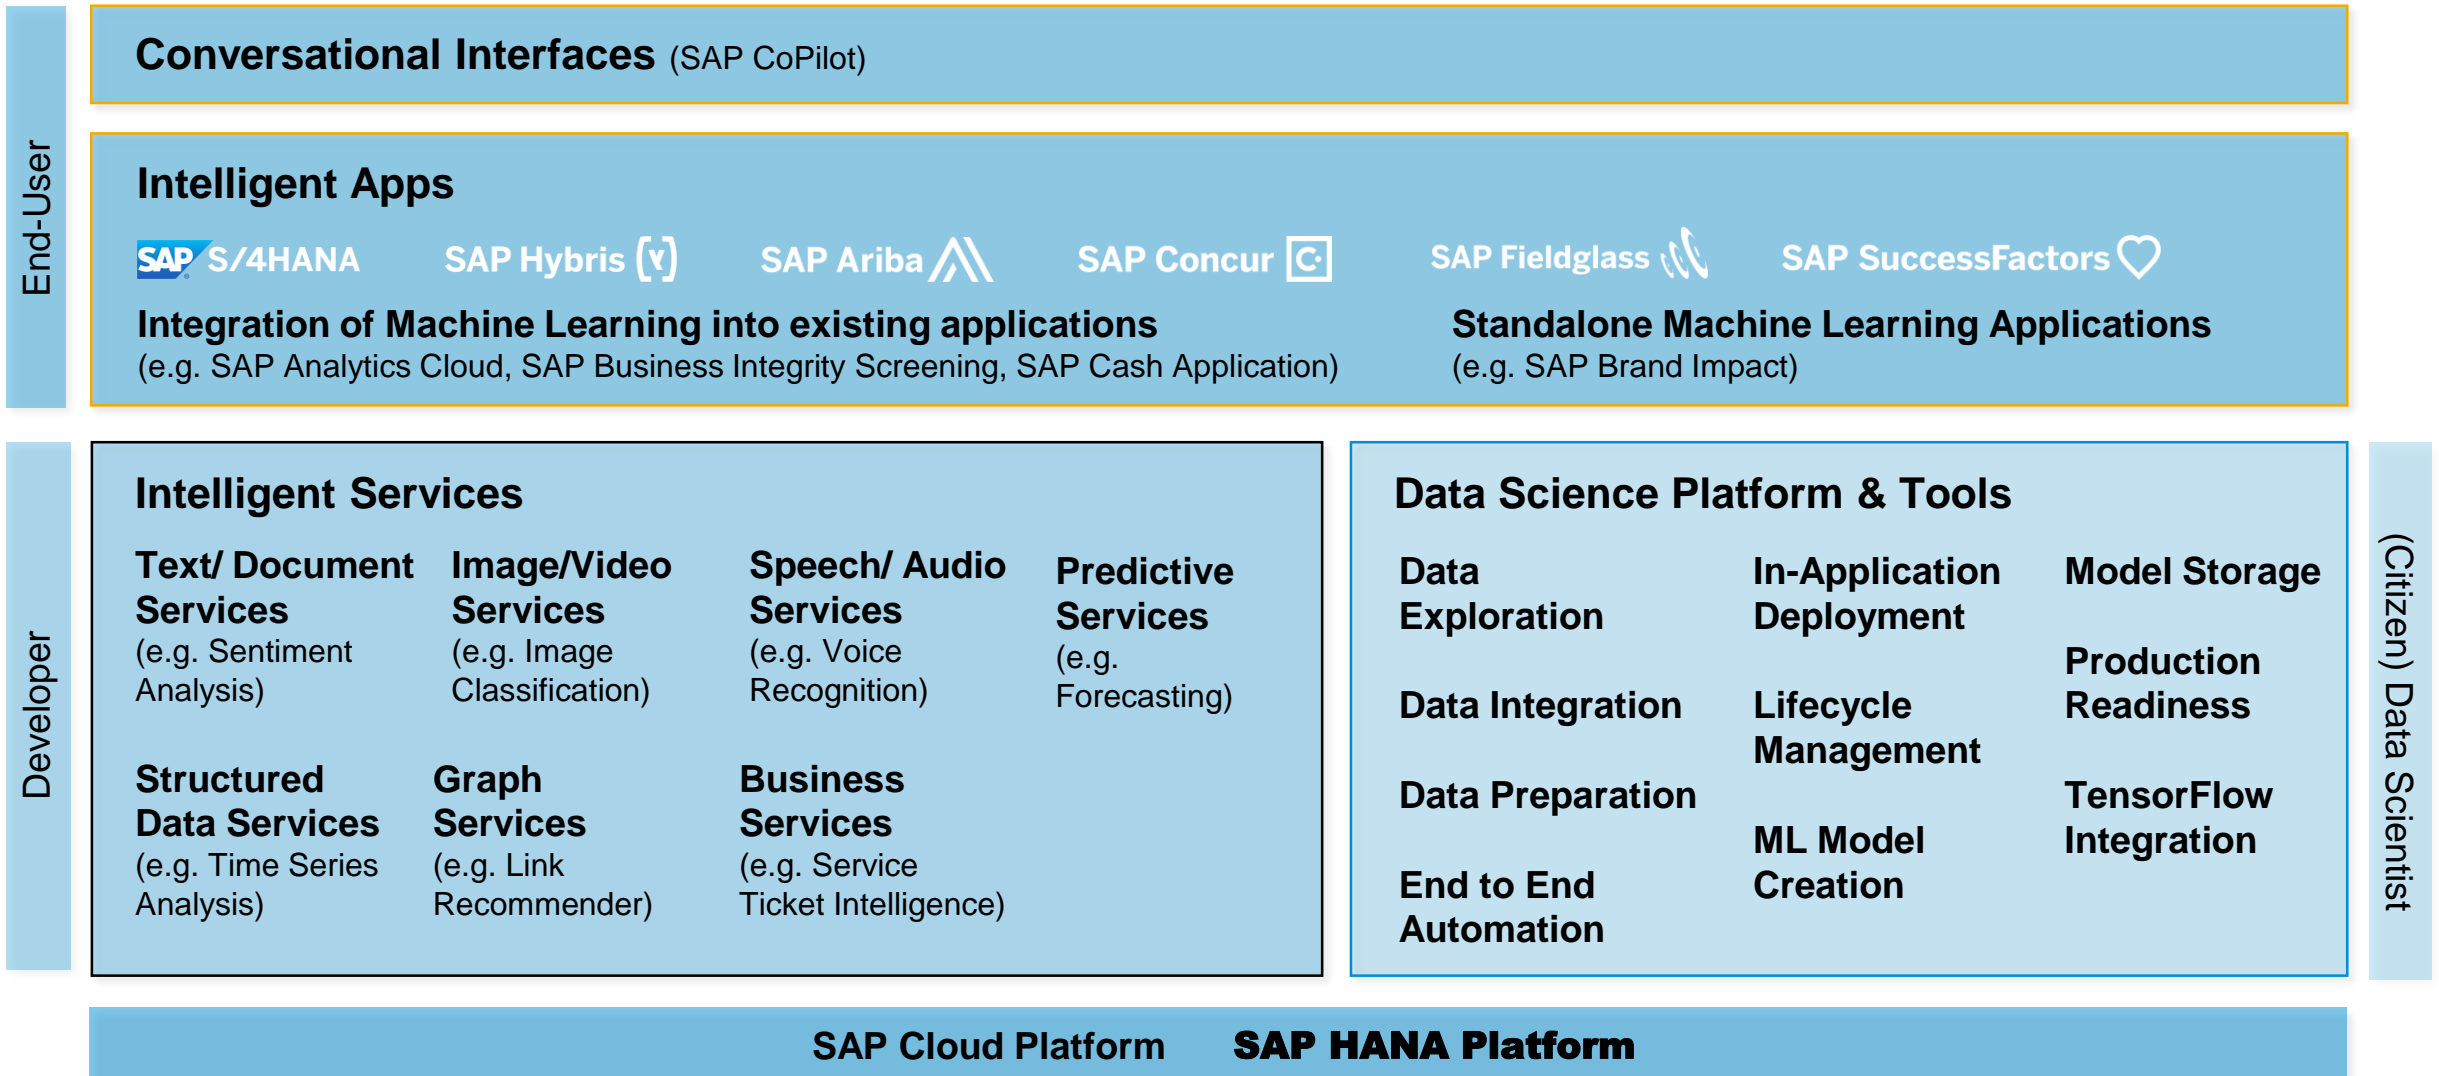 Conversational Interfaces (SAP CoPilot)
End-User
Intelligent Apps
SAP S/4HANA
SAP Hybris
SAP Ariba
SAP Concur
SAP Fieldglass
SAP SuccessFactors
Integration of Machine Learning into existing applications
(e.g. SAP Analytics Cloud, SAP Business Integrity Screening, SAP Cash Application)
Standalone Machine Learning Applications
(e.g. SAP Brand Impact)
Developer
Intelligent Services
Text/ Document
Services
(e.g. Sentiment
Analysis)
Image/Video
Services
(e.g. Image
Classification)
Speech/ Audio
Services
(e.g. Voice
Recognition)
Predictive
Services
(e.g.
Forecasting)
Structured
Data Services
(e.g. Time Series
Analysis)
Graph
Services
(e.g. Link
Recommender)
Business
Services
(e.g. Service
Ticket Intelligence)
Data Science Platform & Tools
Data
Exploration
Data Integration
Data Preparation
End to End
Automation
In-Application
Deployment
Lifecycle
Management
ML Model
Creation
Model Storage
Production
Readiness
TensorFlow
Integration
(Citizen) Data Scientist
SAP Cloud Platform
SAP HANA Platform